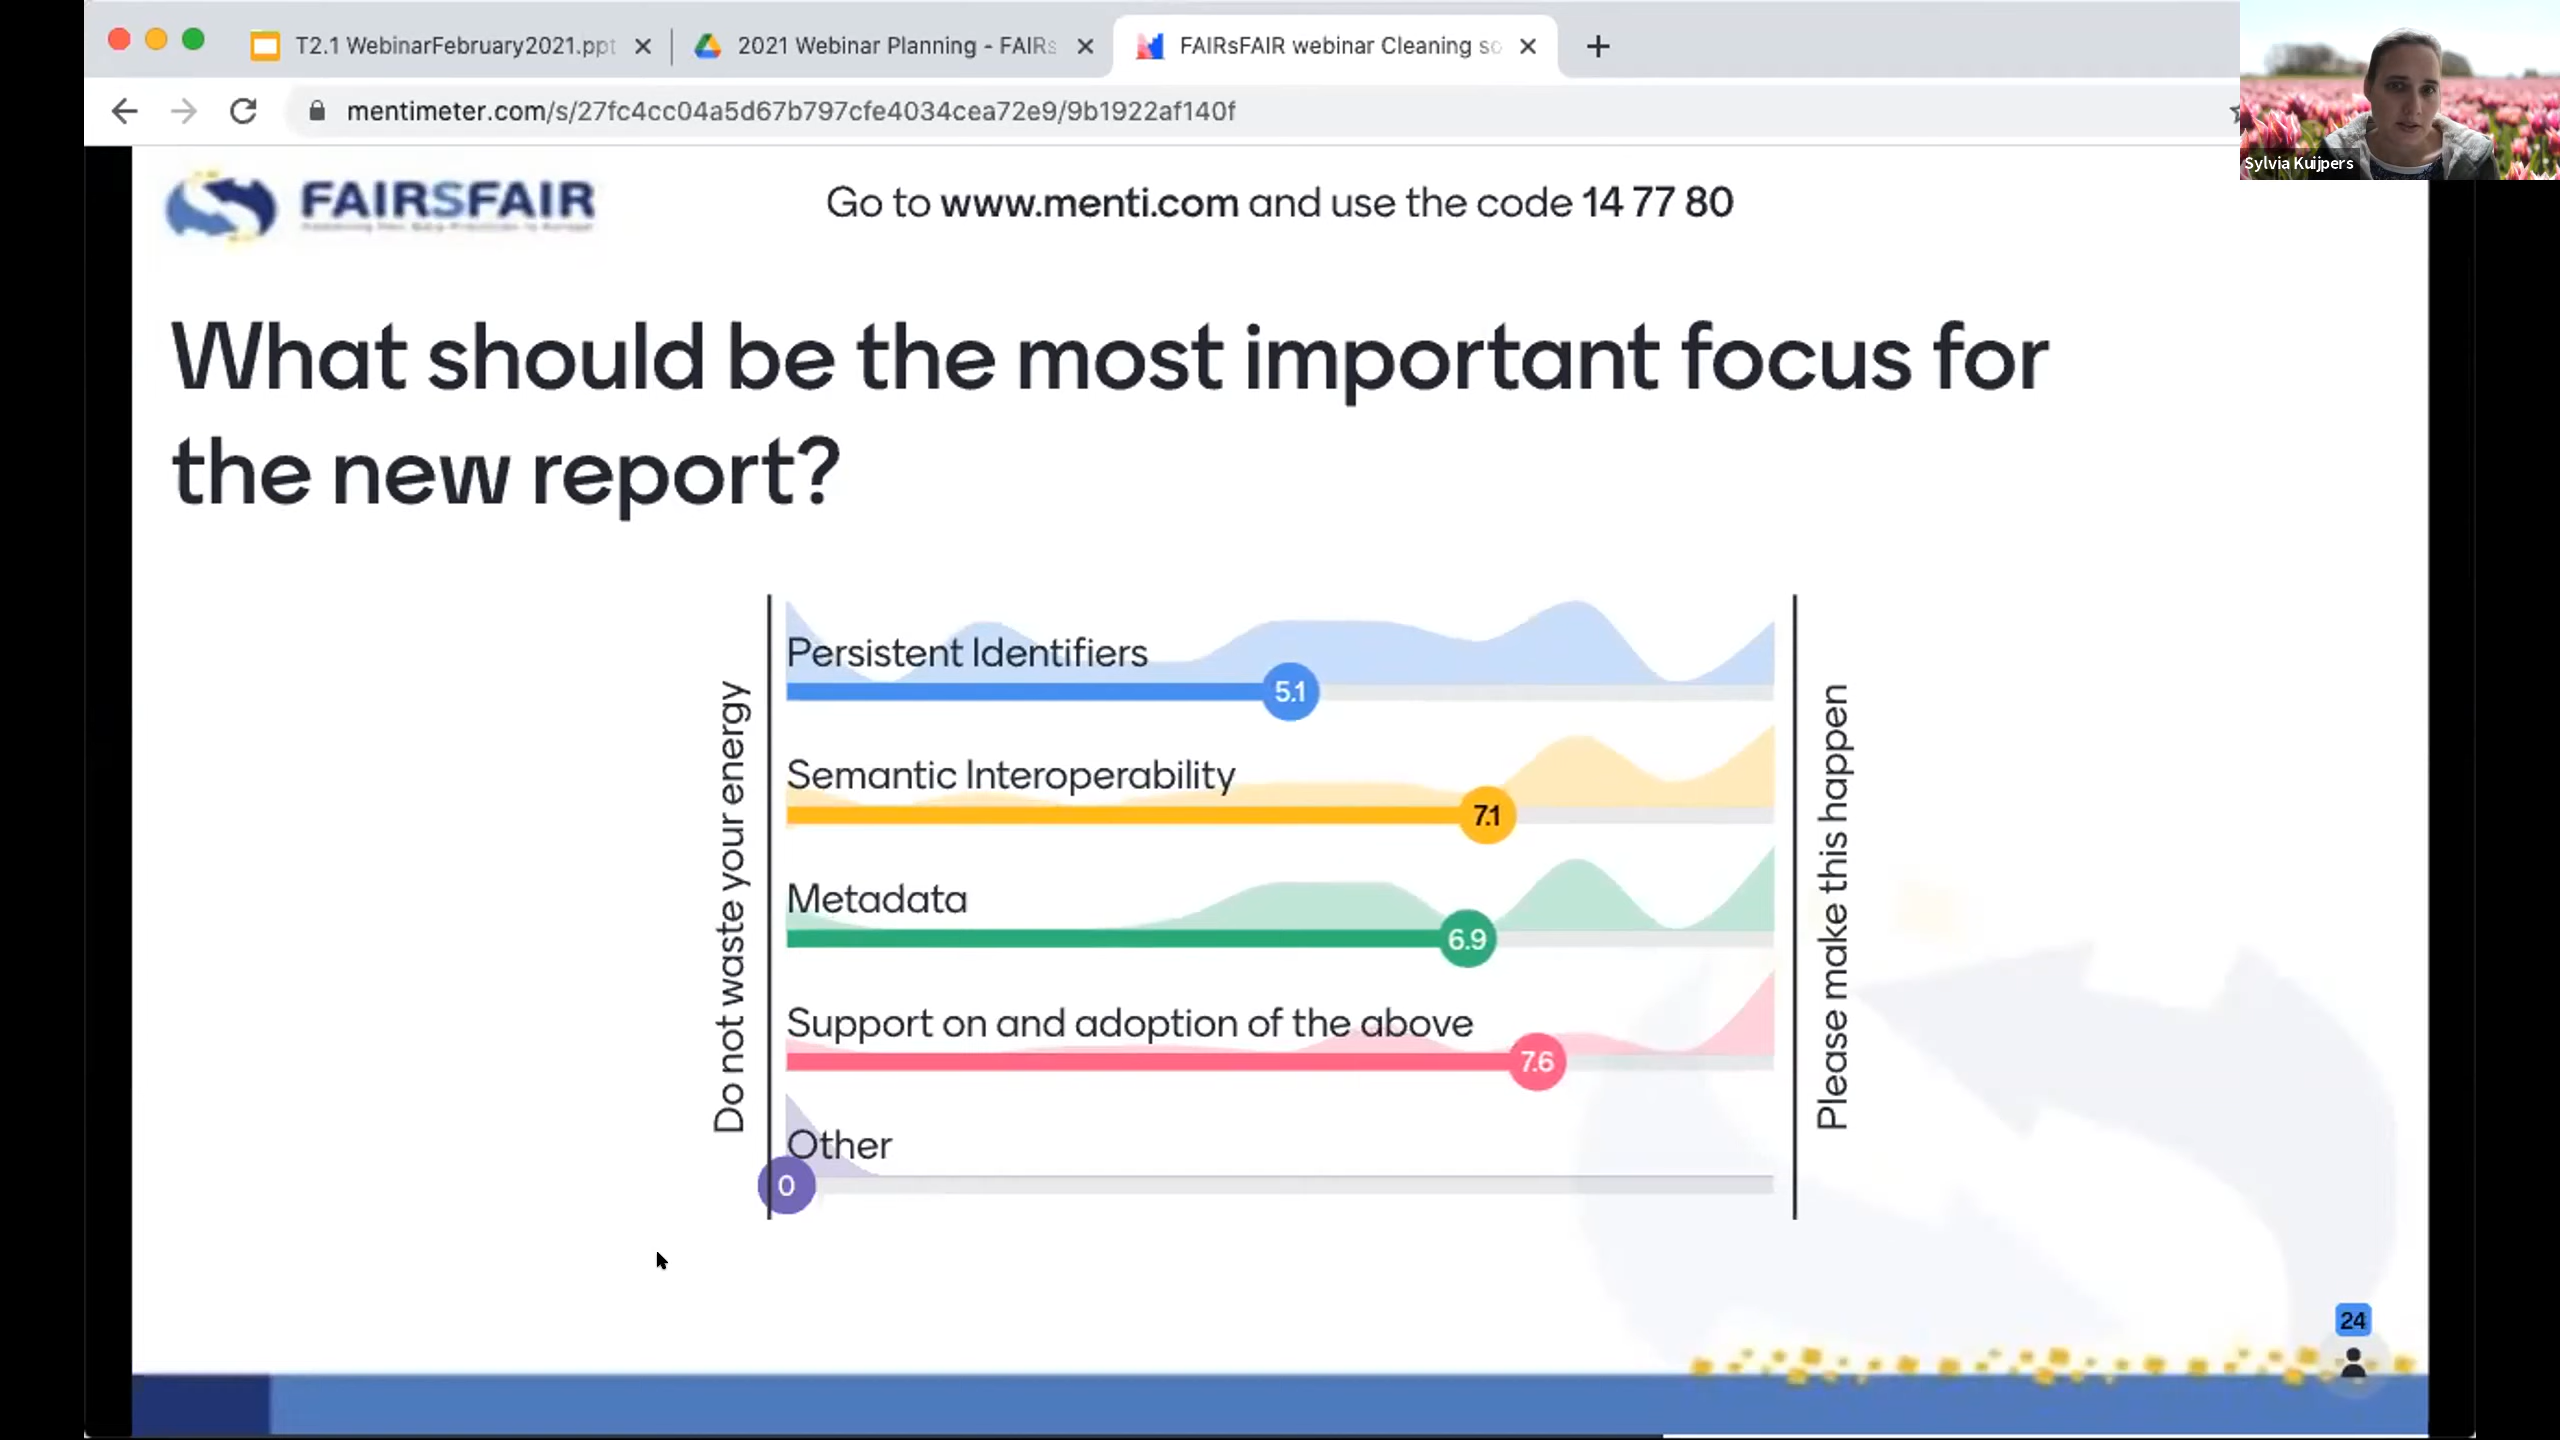 T2.1 WebinarFebruary2021.ppt
2021 Webinar Planning - FAIRs
FAIRsFAIR webinar Cleaning so
mentimeter.com/s/27fc4cc04a5d67b797cfe4034cea72e9/9b1922af140f
Sylvia Kuijpers
FAIRSFAIR
Go to www.menti.com and use the code 14 77 80
What should be the most important focus for
the new report?
Do not waste your energy
Persistent Identifiers
5.1
Semantic Interoperability
7.1
Metadata
6.9
Support on and adoption of the above
7.6
Other
0
Please make this happen
24